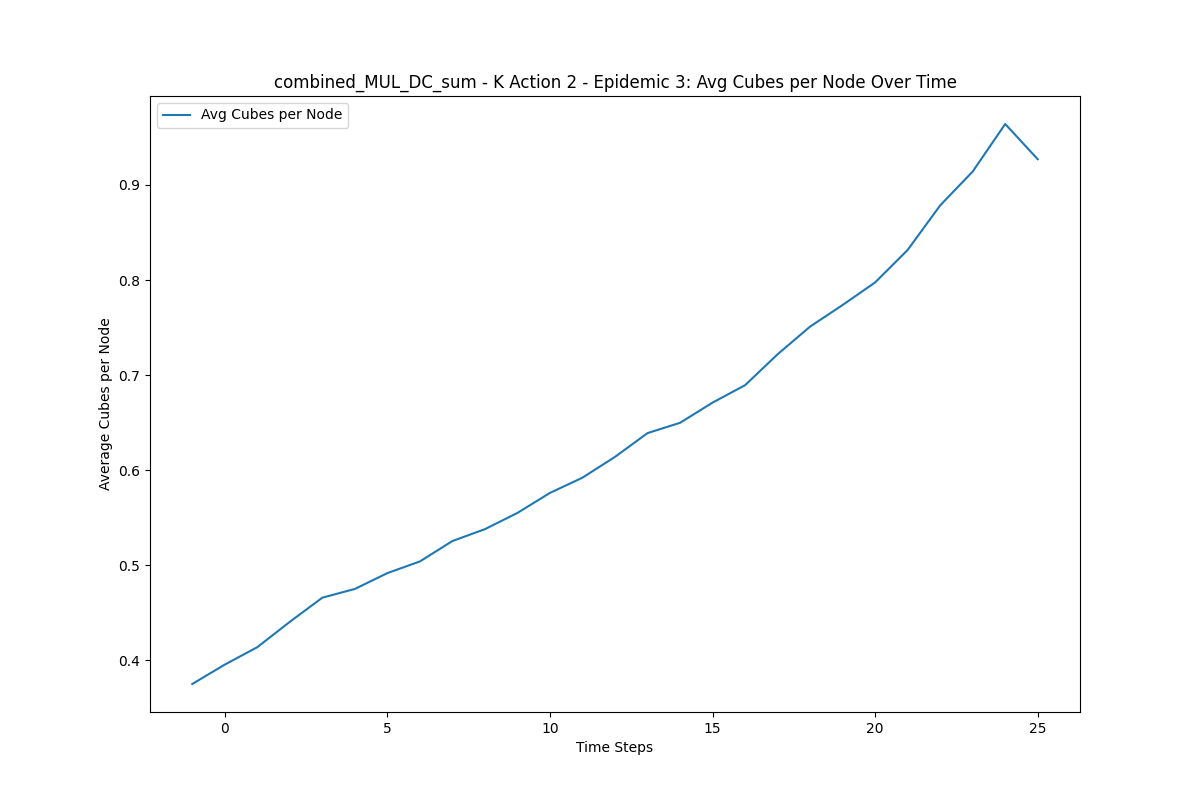 combined_MUL_DC_sum - K Action 2 - Epidemic 3: Avg Cubes per Node Over Time
Avg Cubes per Node
0.9
0.8
0.7
0.6
0.5
0.4
Average Cubes per Node
0 5 10 15 20 25
Time Steps